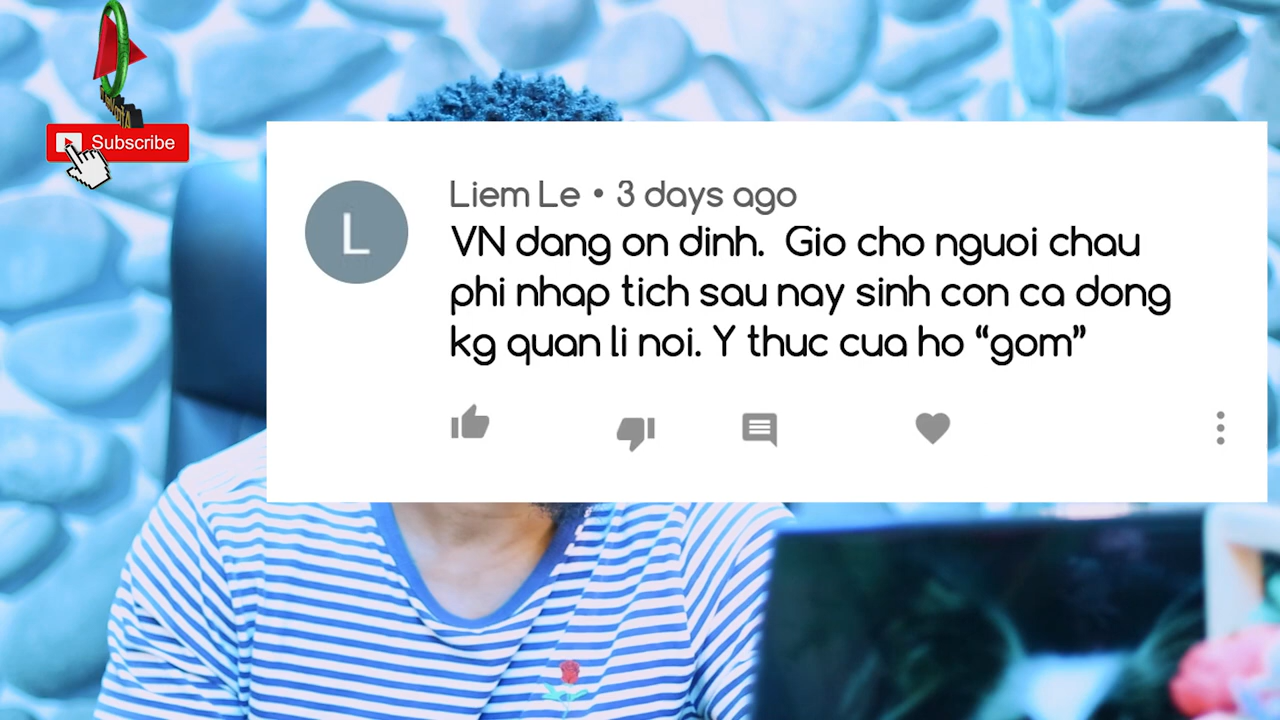 Subscribe
L
Liem Le • 3 days ago
VN dang on dinh. Gio cho nguoi chau
phi nhap tich sau nay sinh con ca dong
kg quan li noi. Y thuc cua ho “gom”